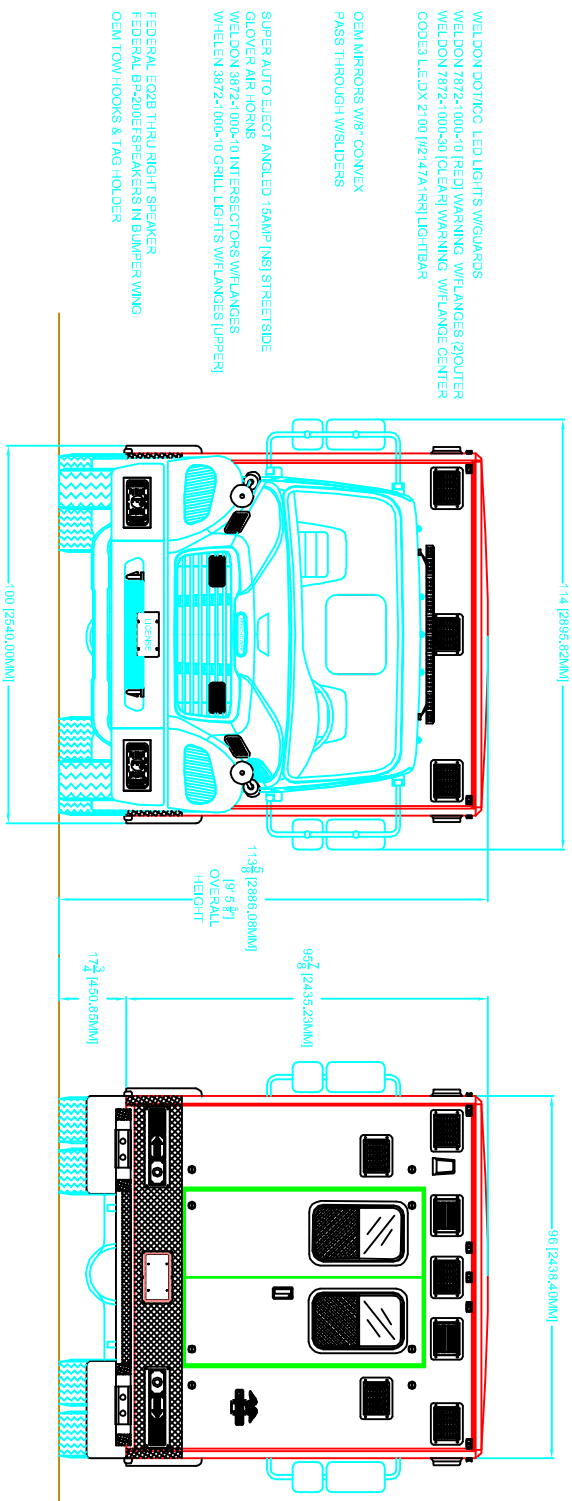 WELDON DOT/ICC LED LIGHTS W/GUARDS
WELDON 7872-1000-10 [RED] WARNING W/FLANGES (2)OUTER
WELDON 7872-1000-30 [CLEAR] WARNING W/FLANGE CENTER
CODE3 L.E.DX 2100 [#2147A1RR] LIGHTBAR
OEM MIRRORS W/8" CONVEX
PASS THROUGH W/SLIDERS
SUPER AUTO EJECT ANGLED 15AMP [NB] STREETSIDE
GLOVER AIR HORNS
WELDON 3872-1000-10 INTERSECTORS W/FLANGES
WHELEN 3872-1000-10 GRILL LIGHTS W/FLANGES [UPPER]
FEDERAL EQ2B THRU RIGHT SPEAKER
FEDERAL BP-200EFSPEAKERS IN BUMPER WING
OEM TOW HOOKS & TAG HOLDER
114 [2895.82MM]
LICENSE
100 [2540.00MM]
113 5/8 [2886.08MM]
[9' 5 5/8"]
OVERALL
HEIGHT
95 7/8 [2435.23MM]
17 3/4 [450.85MM]
96 [2438.40MM]